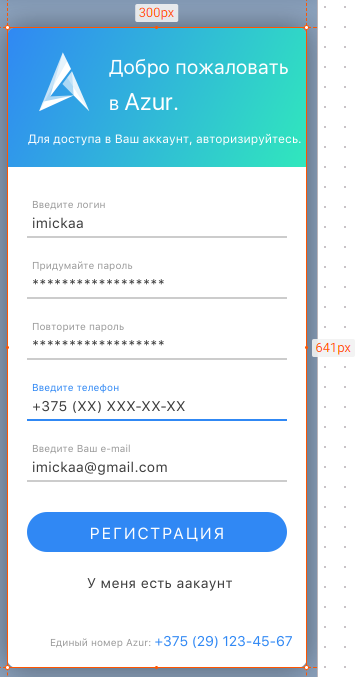 300px
Добро пожаловать
в Azur.
Для доступа в Ваш аккаунт, авторизируйтесь.
Введите логин
imickaa
Придумайте пароль
******************
Повторите пароль
******************
641px
Введите телефон
+375 (XX) XXX-XX-XX
Введите Ваш e-mail
imickaa@gmail.com
РЕГИСТРАЦИЯ
У меня есть аакаунт
Единый номер Azur: +375 (29) 123-45-67